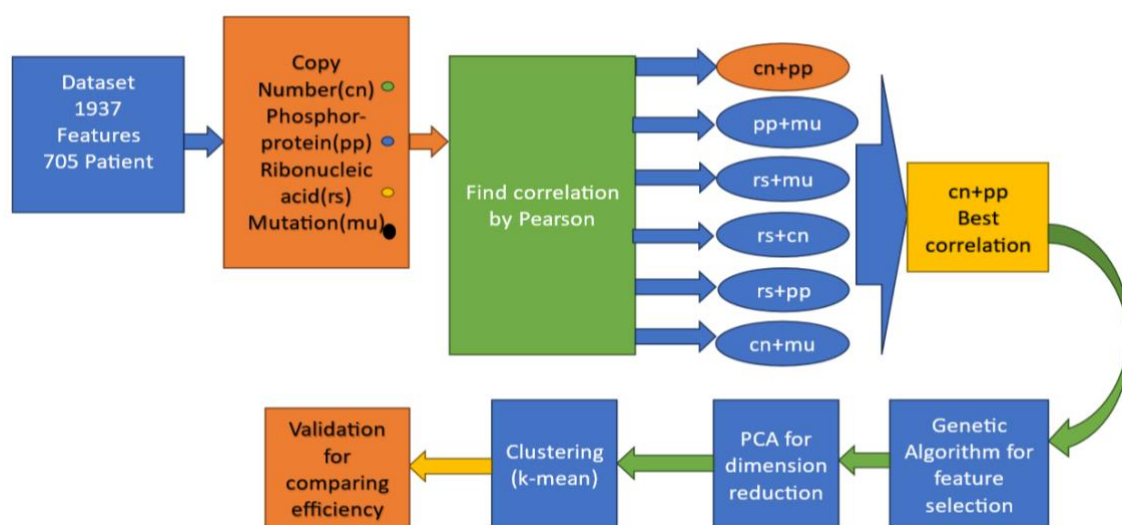 Dataset
1937
Features
705 Patient
Copy
Number(cn)
Phosphor-
protein(pp)
Ribonucleic
acid(rs)
Mutation(mu)
Find correlation
by Pearson
cn+pp
pp+mu
rs+mu
rs+cn
rs+pp
cn+mu
cn+pp
Best
correlation
Genetic
Algorithm for
feature
selection
PCA for
dimension
reduction
Clustering
(k-mean)
Validation
for
comparing
efficiency